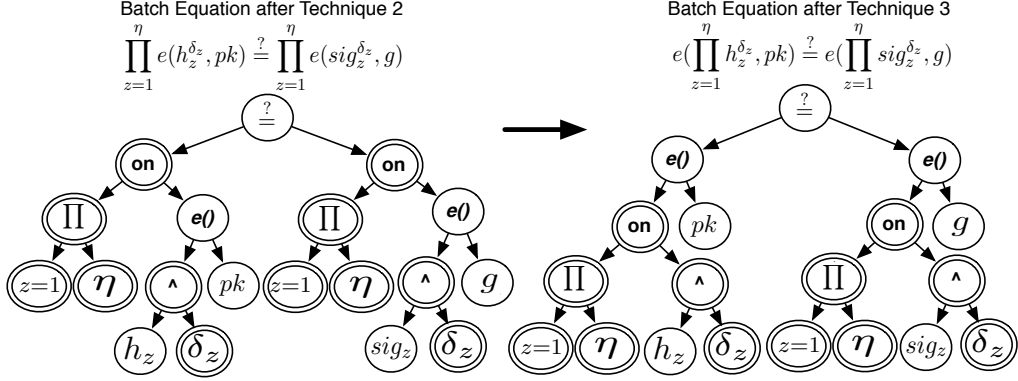 Batch Equation after Technique 2
∏_{z=1}^{η} e(h_z^{δ_z}, pk) ≟ ∏_{z=1}^{η} e(sig_z^{δ_z}, g)
≟
on on
∏ e() ∏ e()
z=1 η ^ pk z=1 η ^ g
h_z δ_z sig_z δ_z
Batch Equation after Technique 3
e(∏_{z=1}^{η} h_z^{δ_z}, pk) ≟ e(∏_{z=1}^{η} sig_z^{δ_z}, g)
≟
e() e()
on pk on g
∏ ^ ∏ ^
z=1 η h_z δ_z z=1 η sig_z δ_z